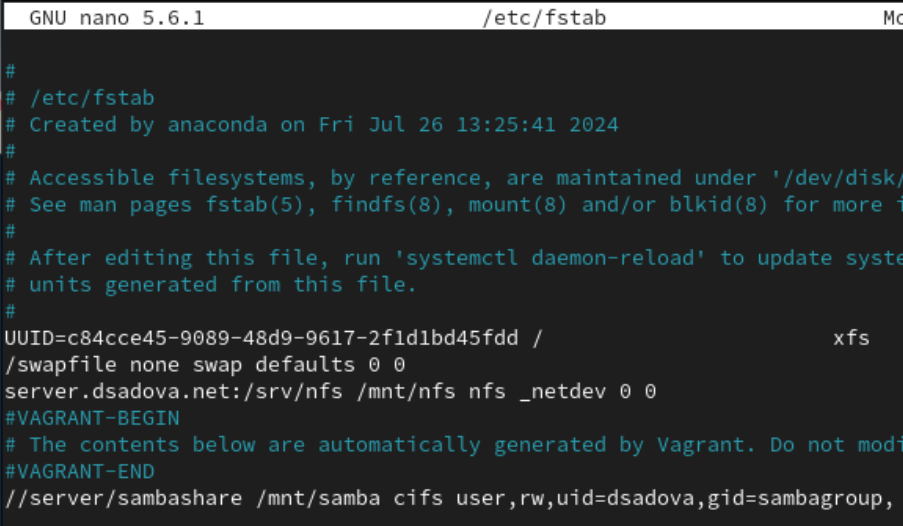 GNU nano 5.6.1 /etc/fstab
#
# /etc/fstab
# Created by anaconda on Fri Jul 26 13:25:41 2024
#
# Accessible filesystems, by reference, are maintained under '/dev/disk/
# See man pages fstab(5), findfs(8), mount(8) and/or blkid(8) for more
#
# After editing this file, run 'systemctl daemon-reload' to update
# units generated from this file.
#
UUID=c84cce45-9089-48d9-9617-2f1d1bd45fdd / xfs
/swapfile none swap defaults 0 0
server.dsadova.net:/srv/nfs /mnt/nfs nfs _netdev 0 0
#VAGRANT-BEGIN
# The contents below are automatically generated by Vagrant. Do not
#VAGRANT-END
//server/sambashare /mnt/samba cifs user,rw,uid=dsadova,gid=sambagroup,